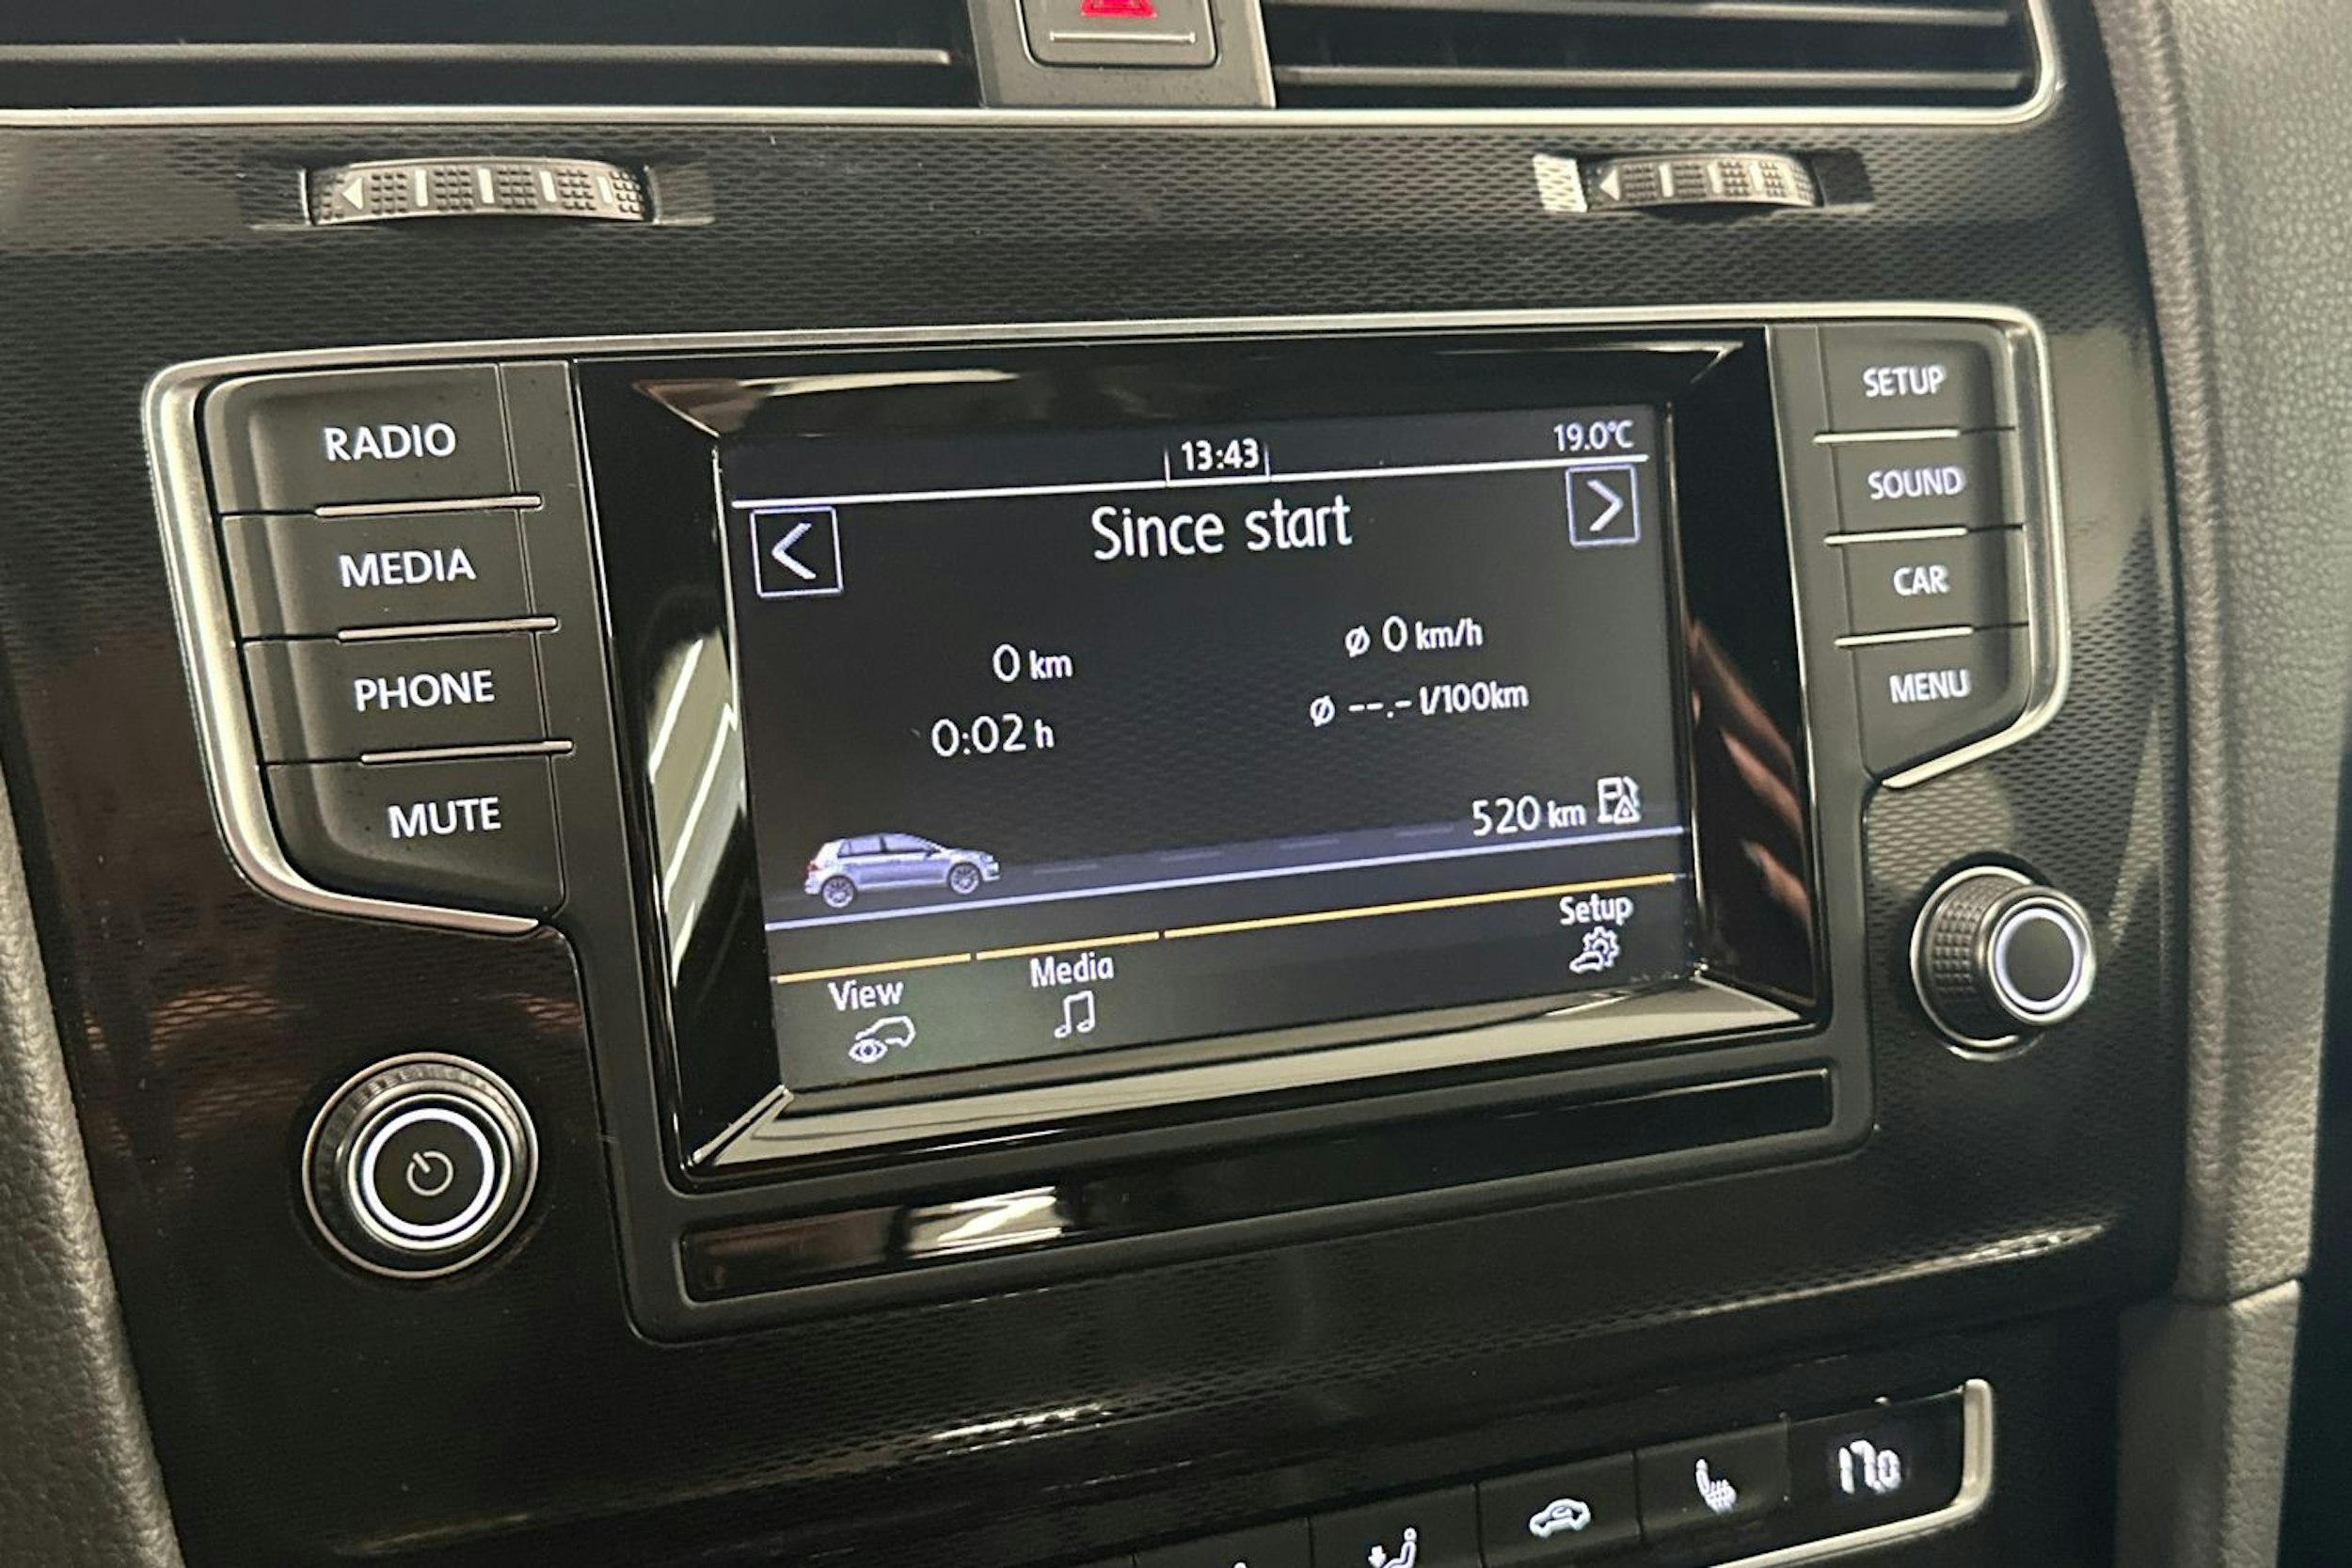 RADIO
MEDIA
PHONE
MUTE
13:43
19.0°C
Since start
0 km
ø 0 km/h
0:02 h
ø --.- l/100km
520 km
View
Media
Setup
SETUP
SOUND
CAR
MENU
17.0